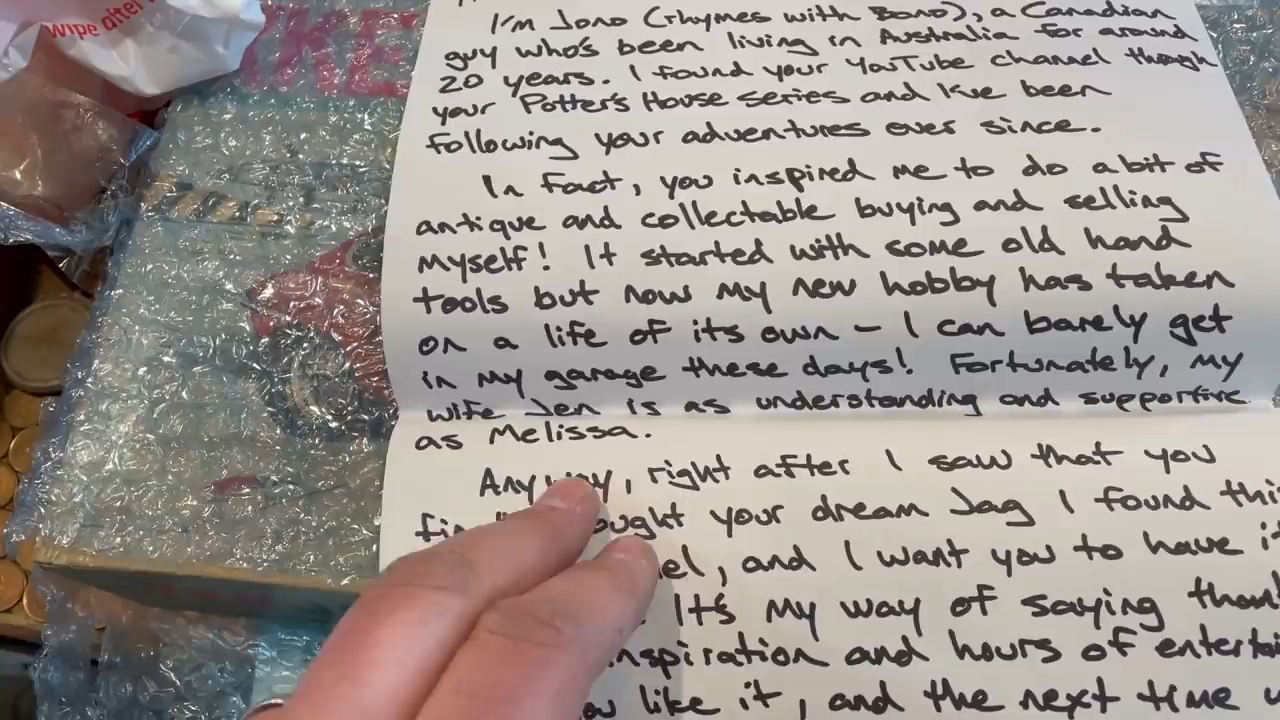 Wipe after
IKE
I'm Jono (rhymes with Bono), a Canadian
guy who's been living in Australia for around
20 years. I found your YouTube channel though
your Potter's House series and I've been
following your adventures ever since.
In fact, you inspired me to do a bit of
antique and collectable buying and selling
myself! It started with some old hand
tools but now my new hobby has taken
on a life of its own – I can barely get
in my garage these days! Fortunately, my
wife Jen is as understanding and supportive
as Melissa.
Anyway, right after I saw that you
your dream Jag I found this
, and I want you to have it
It's my way of saying
and hours of
like it, and the next time